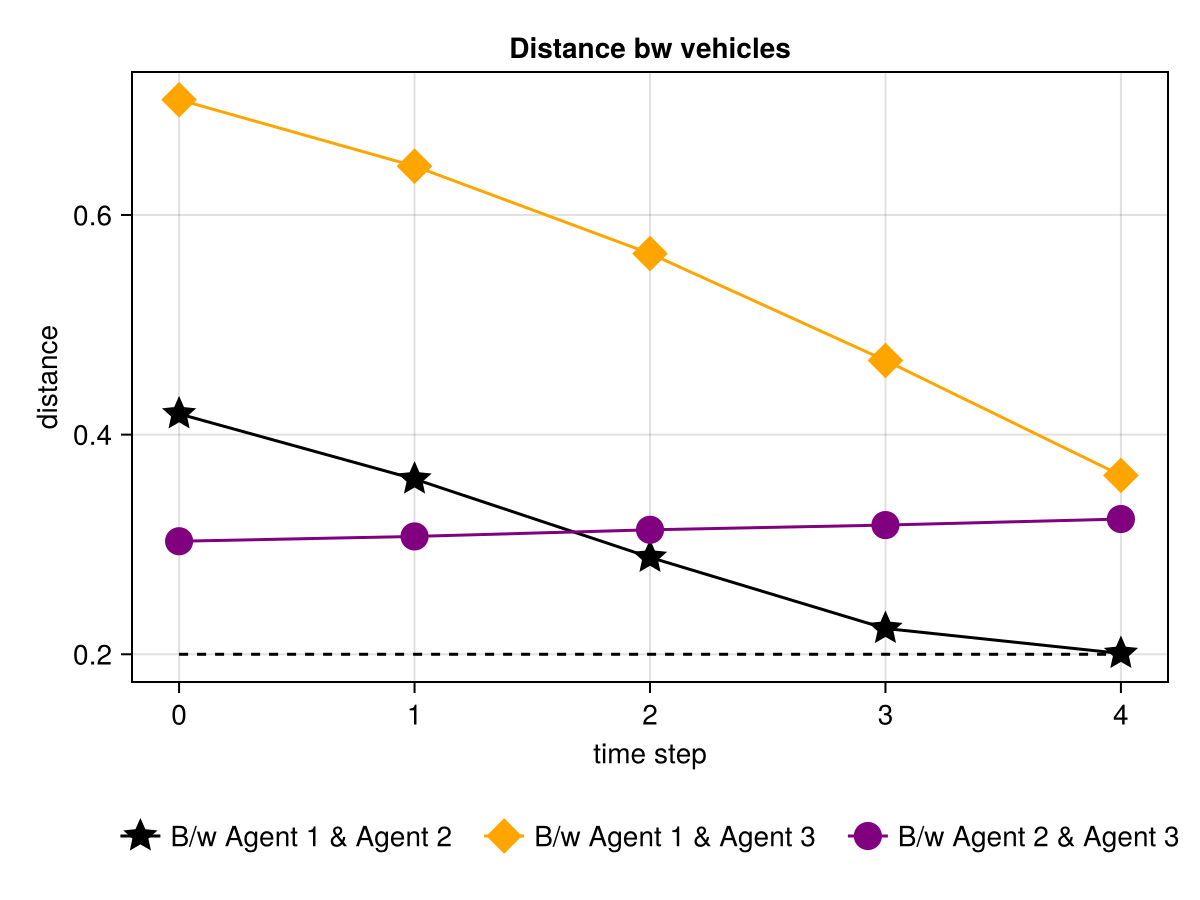 Distance bw vehicles
distance
0.6
0.4
0.2
0 1 2 3 4
time step
B/w Agent 1 & Agent 2 B/w Agent 1 & Agent 3 B/w Agent 2 & Agent 3